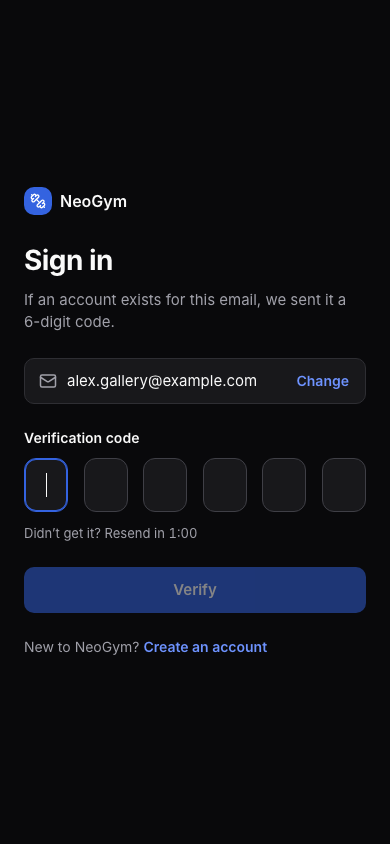 NeoGym
Sign in
If an account exists for this email, we sent it a
6-digit code.
alex.gallery@example.com Change
Verification code
Didn’t get it? Resend in 1:00
Verify
New to NeoGym? Create an account